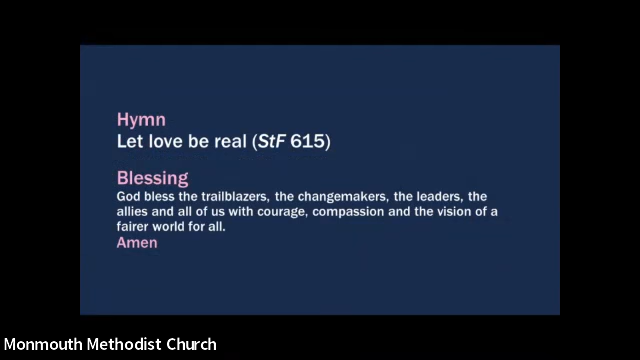 Hymn
Let love be real (StF 615)
Blessing
God bless the trailblazers, the changemakers, the leaders, the
allies and all of us with courage, compassion and the vision of a
fairer world for all.
Amen
Monmouth Methodist Church